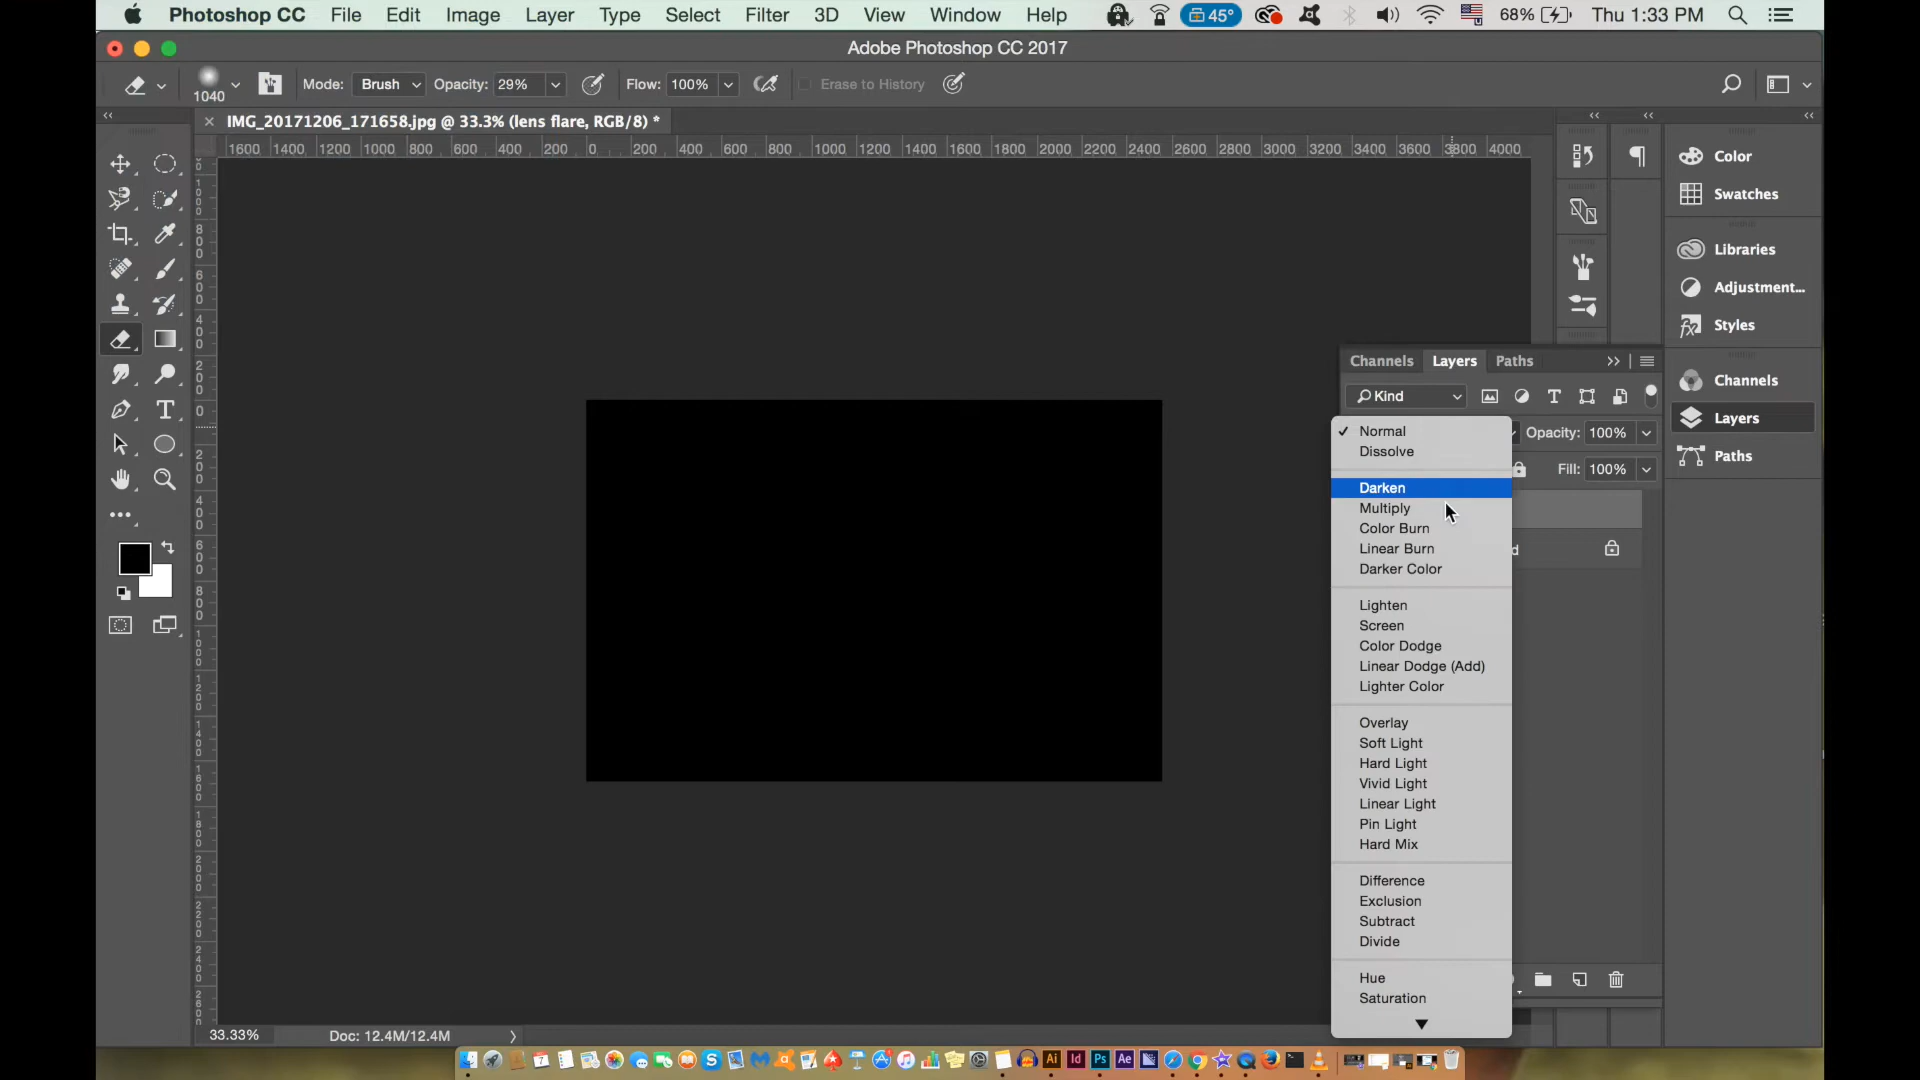 Photoshop CC File Edit Image Layer Type Select Filter 3D View Window Help 45° 68% Thu 1:33 PM
Adobe Photoshop CC 2017
1040 Mode: Brush Opacity: 29% Flow: 100% Erase to History
IMG_20171206_171658.jpg @ 33.3% (lens flare, RGB/8) *
1600 1400 1200 1000 800 600 400 200 0 200 400 600 800 1000 1200 1400 1600 1800 2000 2200 2400 2600 2800 3000 3200 3400 3600 3800 4000
Color
Swatches
Libraries
Adjustment...
Styles
Channels
Layers
Paths
Channels Layers Paths
Kind
Normal
Opacity: 100%
Dissolve
Fill: 100%
Darken
Multiply
Color Burn
Linear Burn
d
Darker Color
Lighten
Screen
Color Dodge
Linear Dodge (Add)
Lighter Color
Overlay
Soft Light
Hard Light
Vivid Light
Linear Light
Pin Light
Hard Mix
Difference
Exclusion
Subtract
Divide
Hue
Saturation
33.33% Doc: 12.4M/12.4M
Ai Id Ps Ae